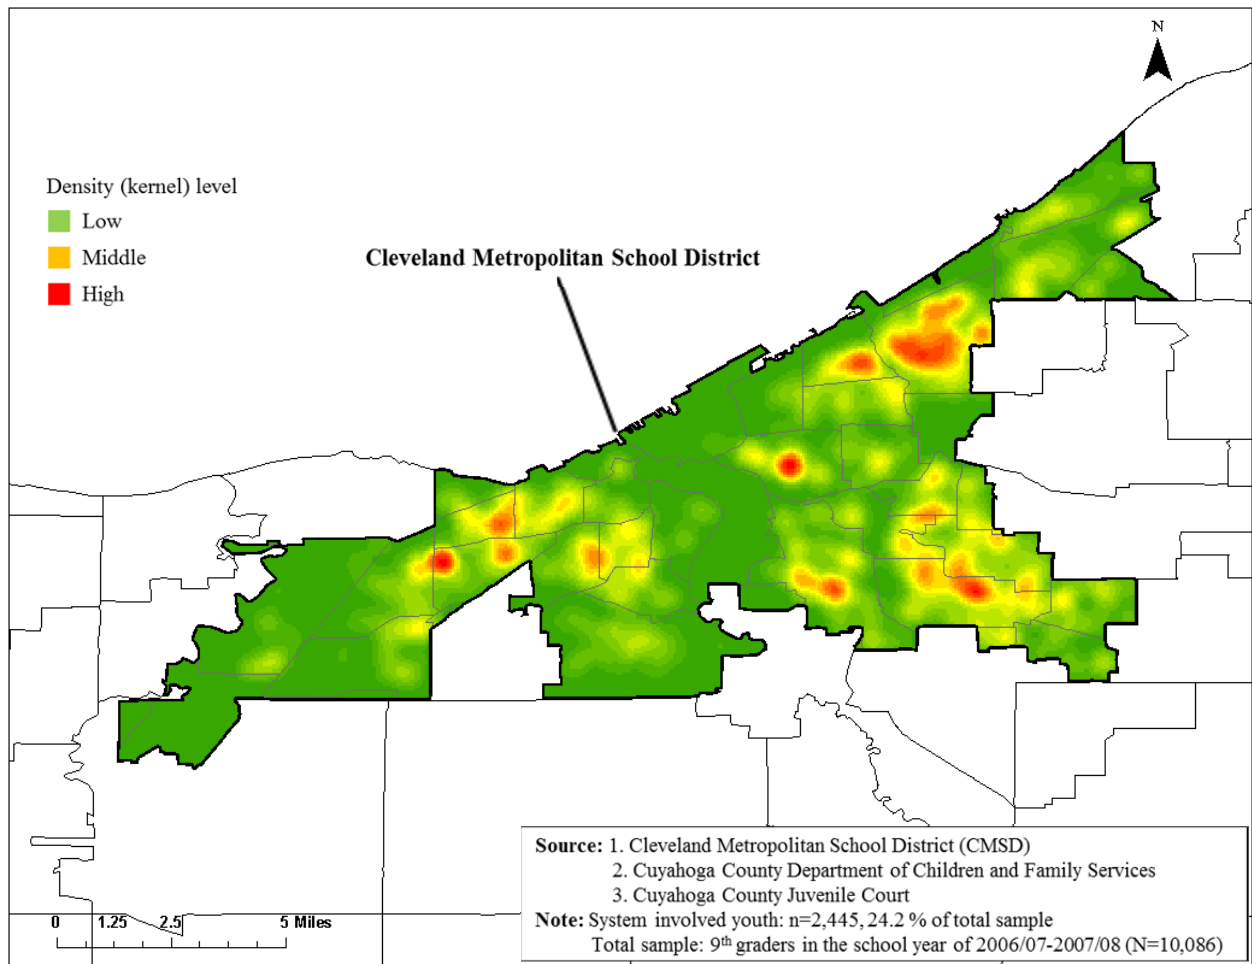 N
Density (kernel) level
Low
Middle
High
Cleveland Metropolitan School District
0 1.25 2.5 5 Miles
Source: 1. Cleveland Metropolitan School District (CMSD)
2. Cuyahoga County Department of Children and Family Services
3. Cuyahoga County Juvenile Court
Note: System involved youth: n=2,445, 24.2 % of total sample
Total sample: 9th graders in the school year of 2006/07-2007/08 (N=10,086)